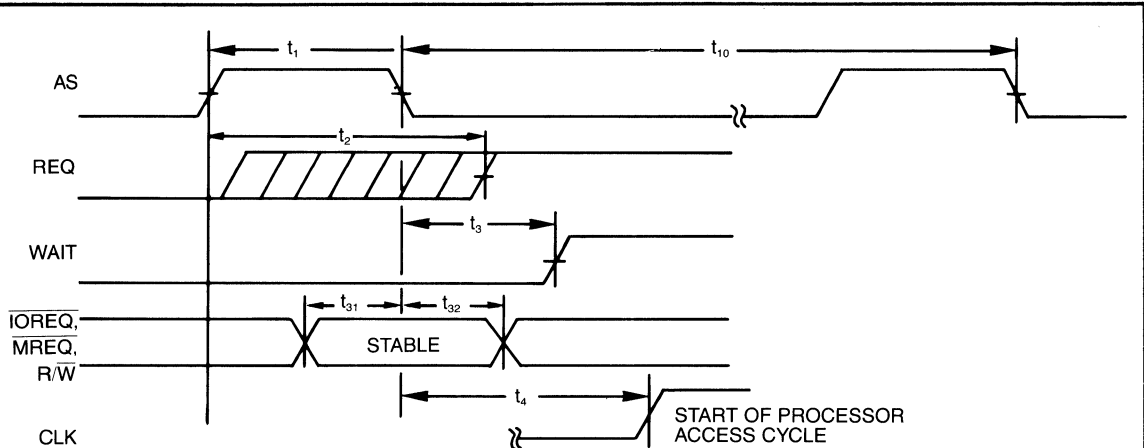 t₁
t₁₀
AS
t₂
REQ
t₃
WAIT
t₃₁
t₃₂
IOREQ,
MREQ,
STABLE
R/W
t₄
START OF PROCESSOR
ACCESS CYCLE
CLK